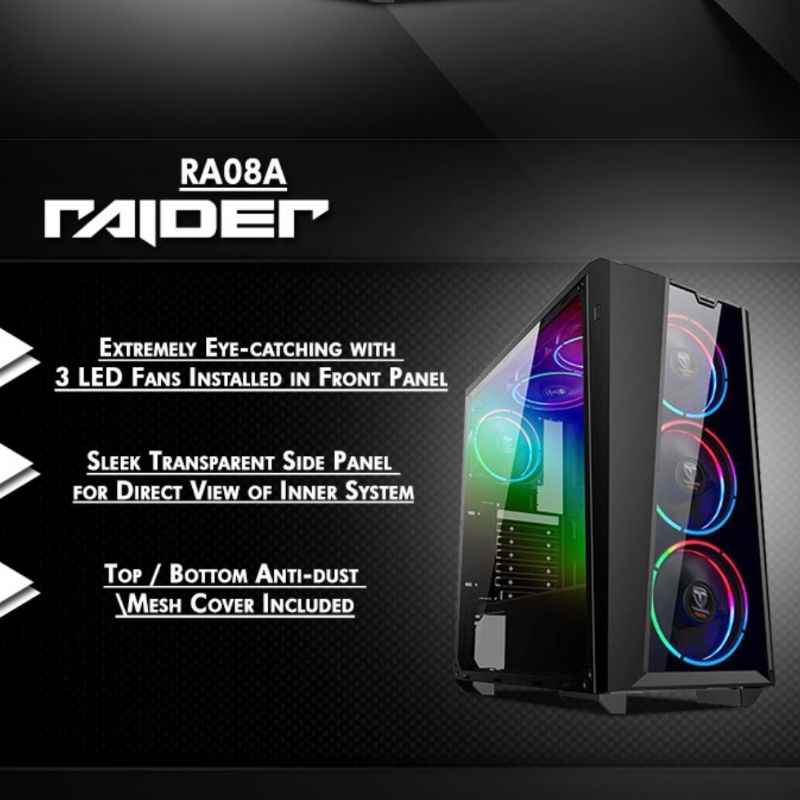 RA08A
RAIDER
Extremely Eye-catching with
3 LED Fans Installed in Front Panel
Sleek Transparent Side Panel
for Direct View of Inner System
Top / Bottom Anti-dust
\Mesh Cover Included